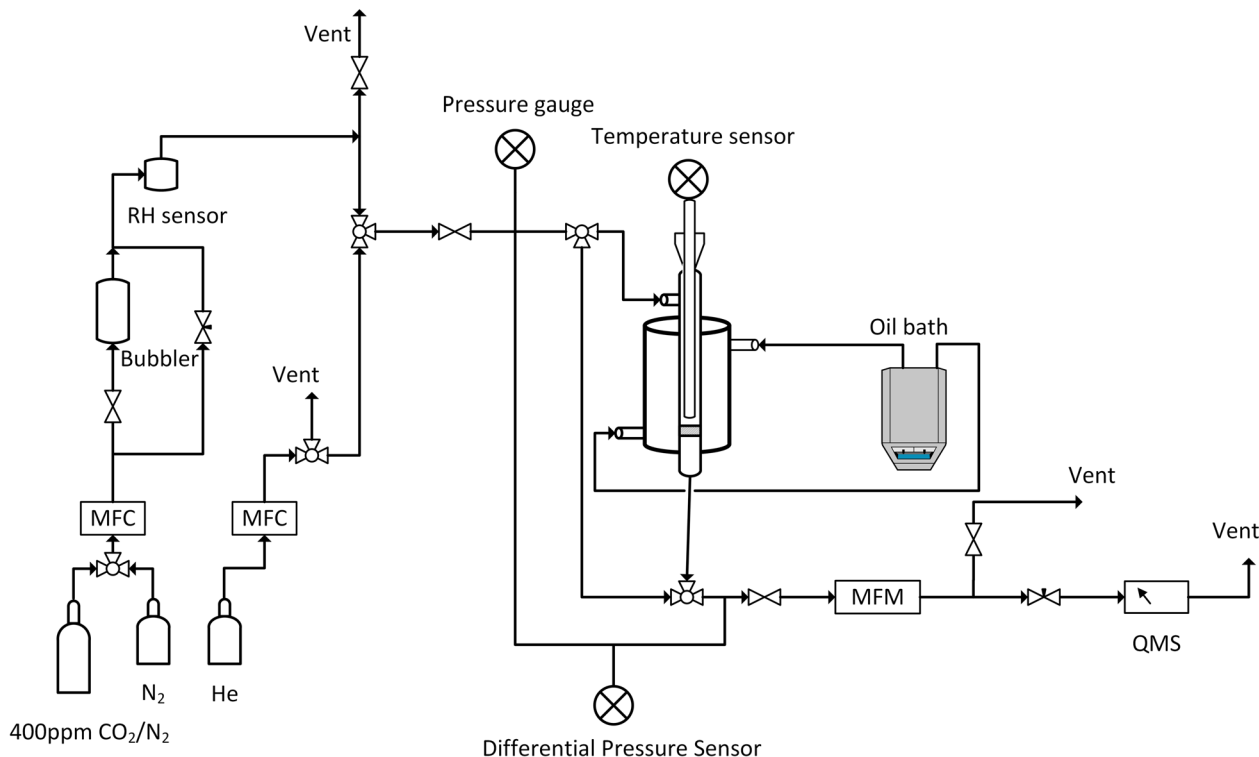 Vent
Pressure gauge
Temperature sensor
RH sensor
Oil bath
Bubbler
Vent
Vent
MFC
MFC
Vent
MFM
QMS
N₂
He
400ppm CO₂/N₂
Differential Pressure Sensor